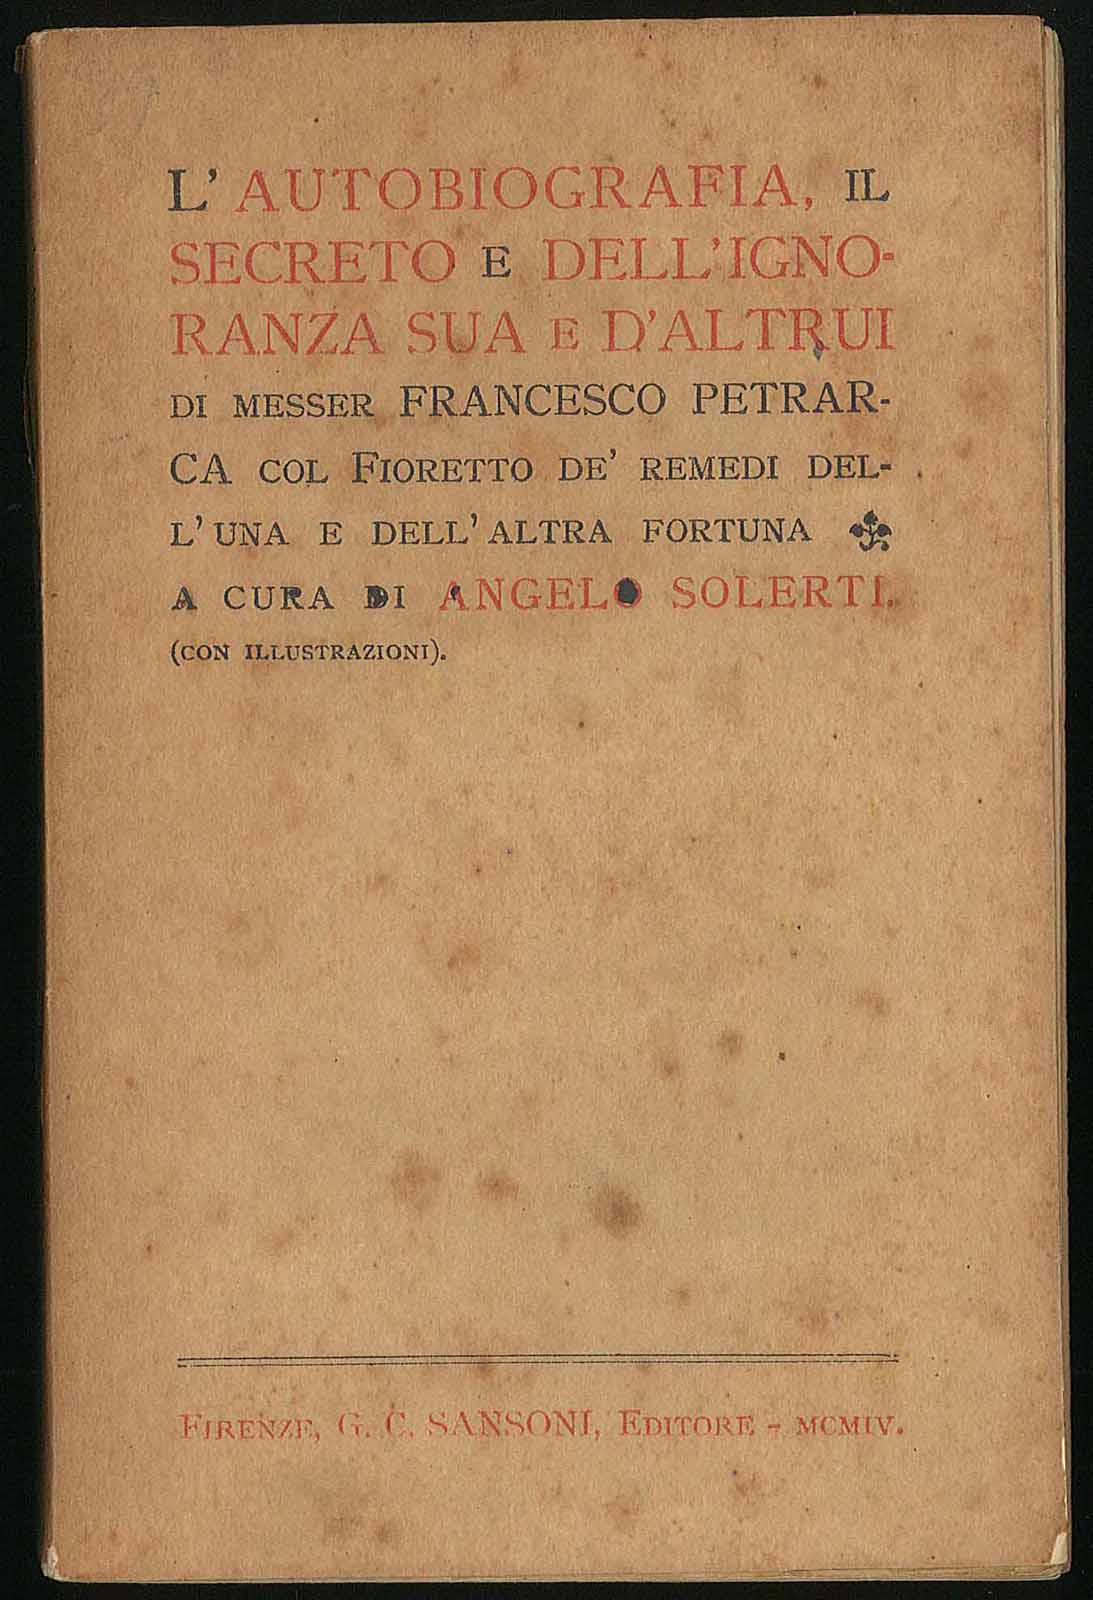 L' AUTOBIOGRAFIA, IL
SECRETO E DELL'IGNO-
RANZA SUA E D'ALTRUI
DI MESSER FRANCESCO PETRAR-
CA COL FIORETTO DE' REMEDI DEL-
L'UNA E DELL'ALTRA FORTUNA
A CURA DI ANGELO SOLERTI.
(CON ILLUSTRAZIONI).
FIRENZE, G. C. SANSONI, EDITORE - MCMIV.